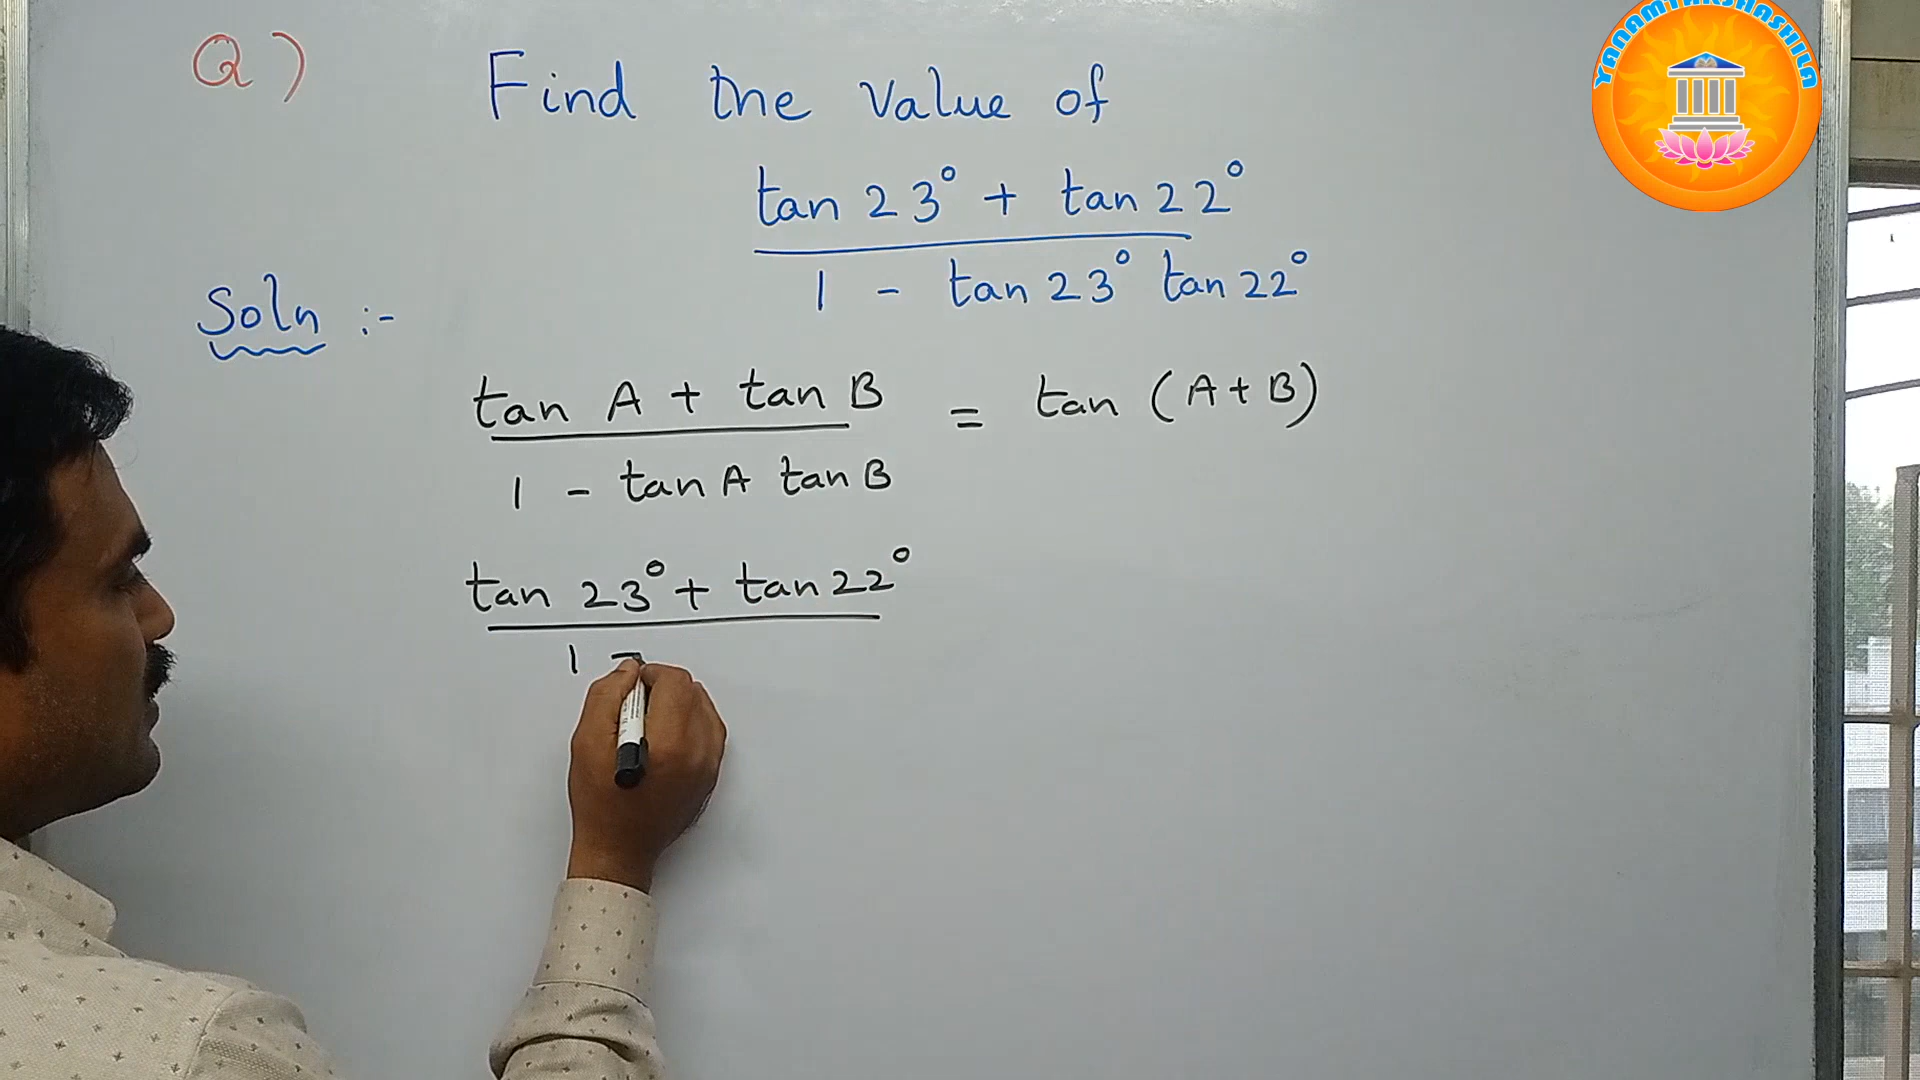 YANAMTAKSHASHILA
Q) Find the value of
tan 23° + tan 22°
1 - tan 23° tan 22°
Soln :-
tan A + tan B = tan (A + B)
1 - tan A tan B
tan 23° + tan 22°
1 -